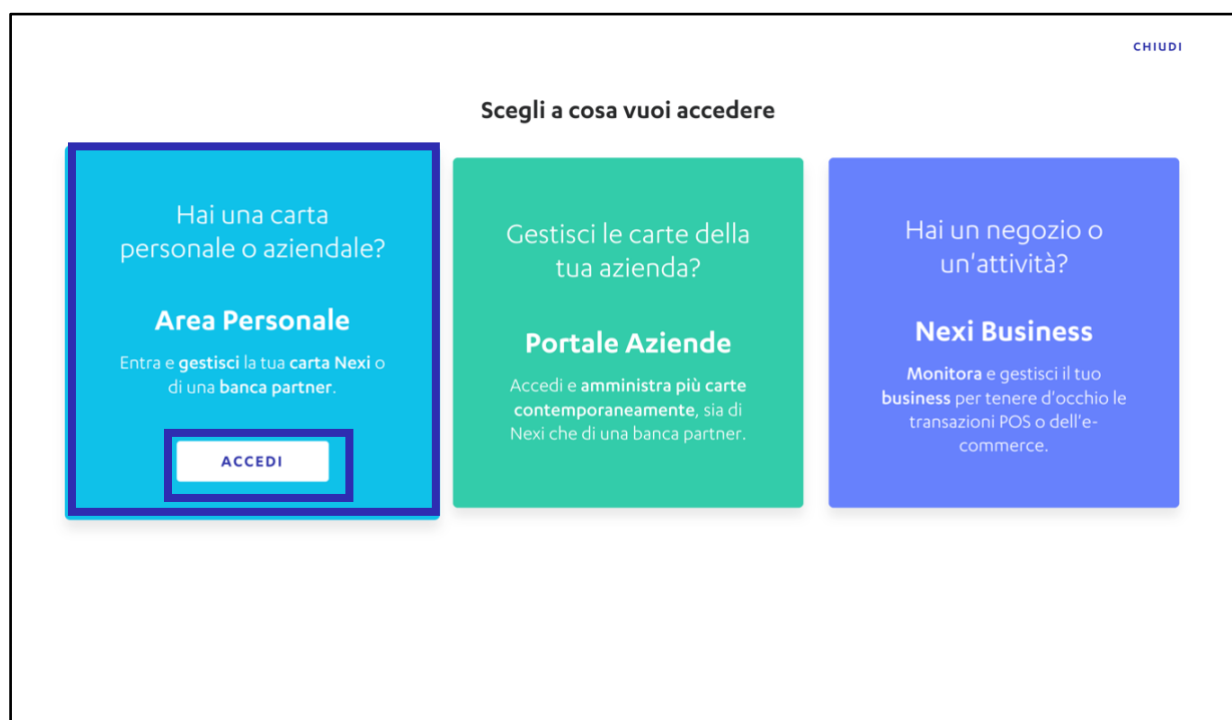 CHIUDI
Scegli a cosa vuoi accedere
Hai una carta
personale o aziendale?
Area Personale
Entra e gestisci la tua carta Nexi o
di una banca partner.
ACCEDI
Gestisci le carte della
tua azienda?
Portale Aziende
Accedi e amministra più carte
contemporaneamente, sia di
Nexi che di una banca partner.
Hai un negozio o
un'attività?
Nexi Business
Monitora e gestisci il tuo
business per tenere d'occhio le
transazioni POS o dell'e-
commerce.